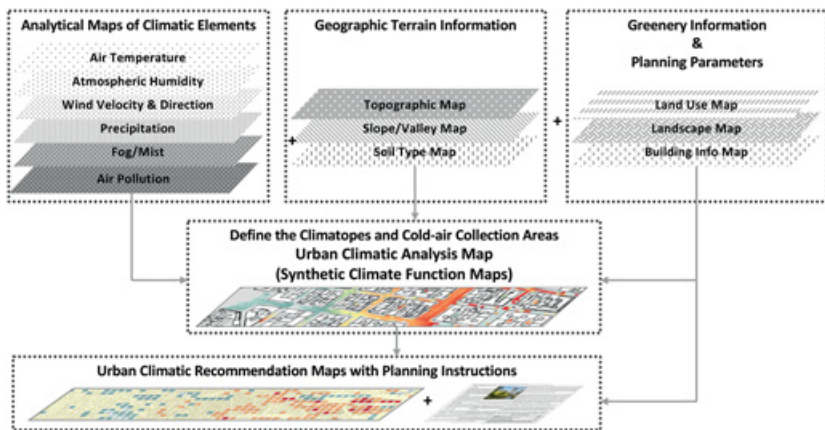 Analytical Maps of Climatic Elements
Air Temperature
Atmospheric Humidity
Wind Velocity & Direction
Precipitation
Fog/Mist
Air Pollution
+
Geographic Terrain Information
Topographic Map
Slope/Valley Map
Soil Type Map
+
Greenery Information
&
Planning Parameters
Land Use Map
Landscape Map
Building Info Map
Define the Climatopes and Cold-air Collection Areas
Urban Climatic Analysis Map
(Synthetic Climate Function Maps)
Urban Climatic Recommendation Maps with Planning Instructions
+